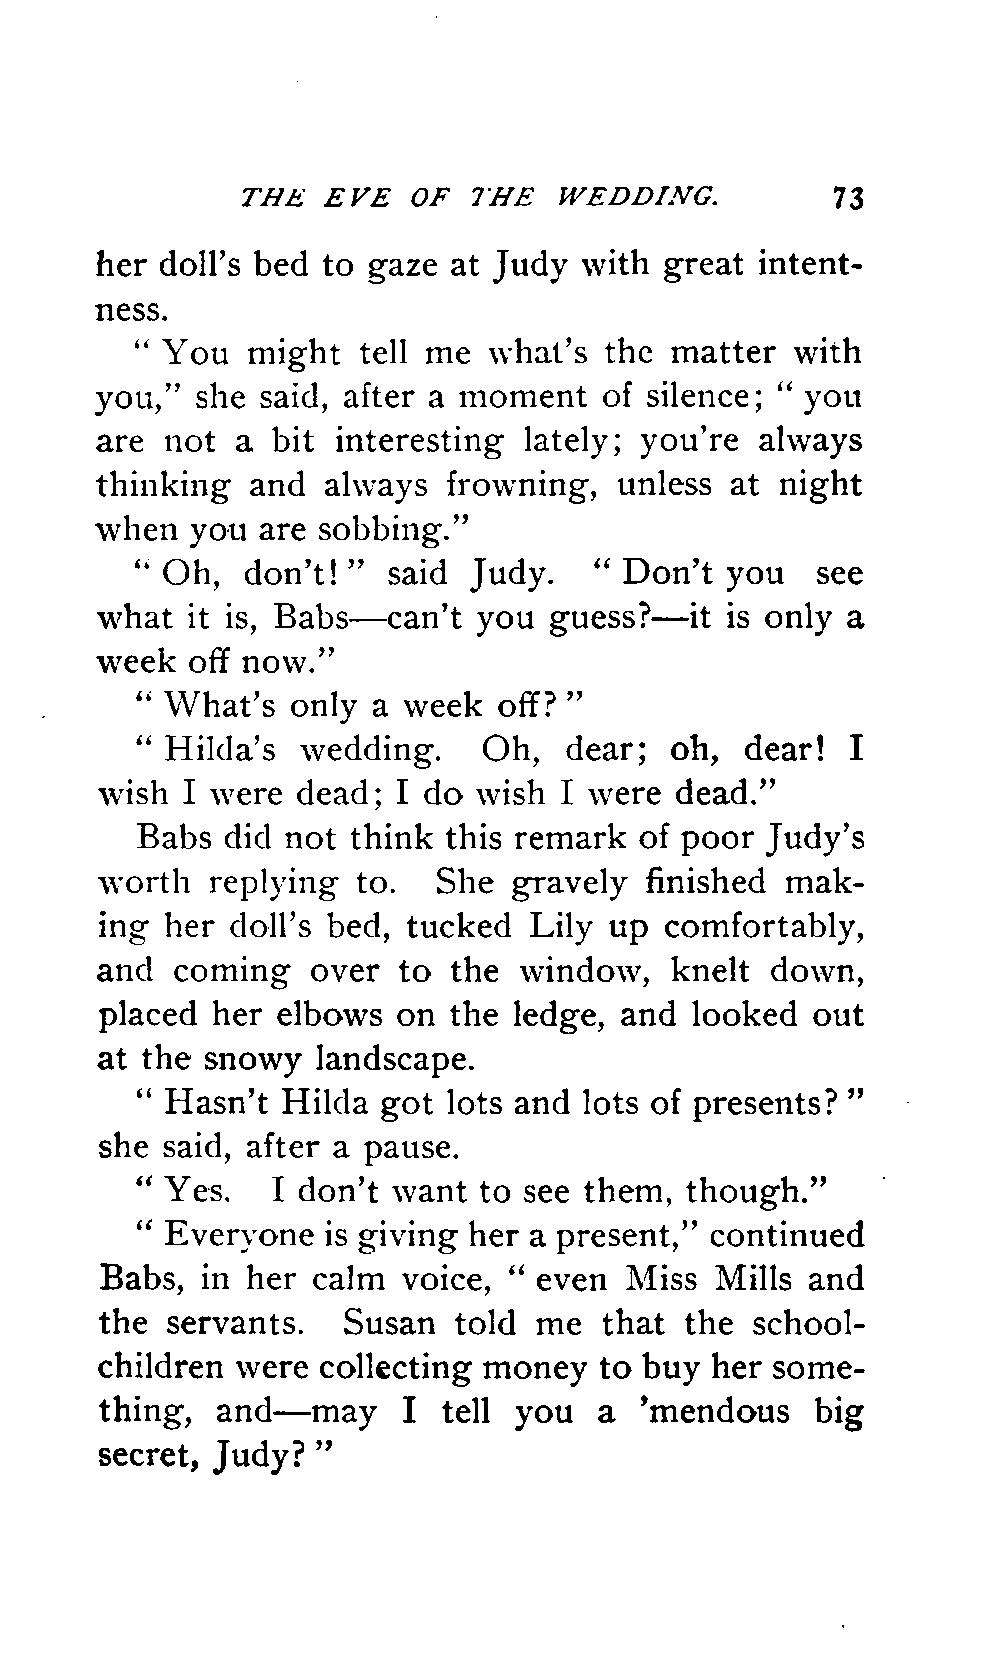 THE EVE OF THE WEDDING. 73
her doll's bed to gaze at Judy with great intent-
ness.
" You might tell me what's the matter with
you," she said, after a moment of silence; " you
are not a bit interesting lately; you're always
thinking and always frowning, unless at night
when you are sobbing."
" Oh, don't! " said Judy. " Don't you see
what it is, Babs—can't you guess?—it is only a
week off now."
" What's only a week off? "
" Hilda's wedding. Oh, dear; oh, dear! I
wish I were dead; I do wish I were dead."
Babs did not think this remark of poor Judy's
worth replying to. She gravely finished mak-
ing her doll's bed, tucked Lily up comfortably,
and coming over to the window, knelt down,
placed her elbows on the ledge, and looked out
at the snowy landscape.
" Hasn't Hilda got lots and lots of presents? "
she said, after a pause.
" Yes. I don't want to see them, though."
" Everyone is giving her a present," continued
Babs, in her calm voice, " even Miss Mills and
the servants. Susan told me that the school-
children were collecting money to buy her some-
thing, and—may I tell you a 'mendous big
secret, Judy? "